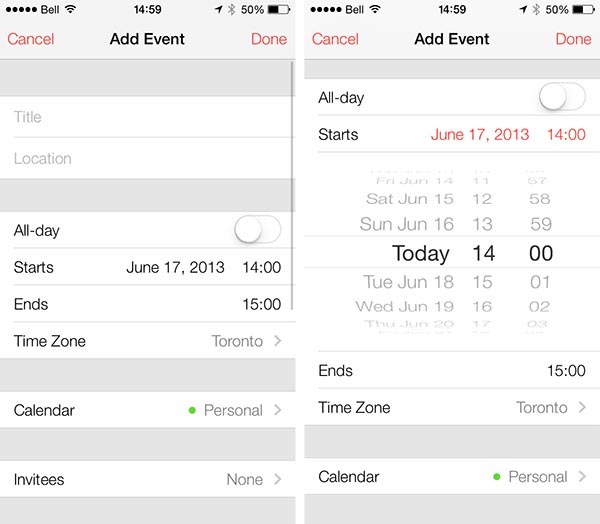 Bell 14:59 50%
Cancel Add Event Done
Title
Location
All-day
Starts June 17, 2013 14:00
Ends 15:00
Time Zone Toronto
Calendar Personal
Invitees None
Bell 14:59 50%
Cancel Add Event Done
All-day
Starts June 17, 2013 14:00
Fri Jun 14 11 57
Sat Jun 15 12 58
Sun Jun 16 13 59
Today 14 00
Tue Jun 18 15 01
Wed Jun 19 16 02
Thu Jun 20 17 03
Ends 15:00
Time Zone Toronto
Calendar Personal